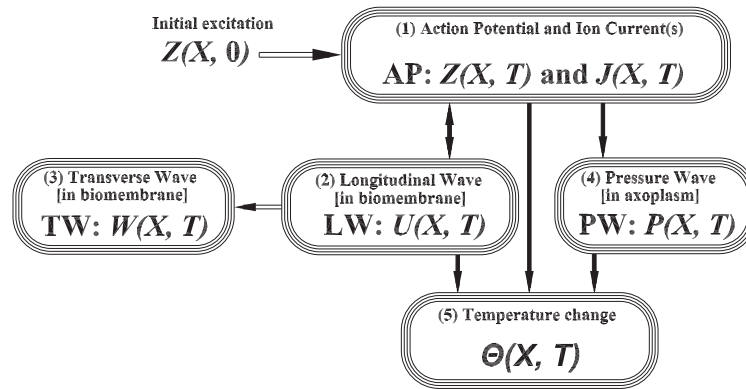 Initial excitation
Z(X, 0)
(1) Action Potential and Ion Current(s)
AP: Z(X, T) and J(X, T)
(3) Transverse Wave
[in biomembrane]
TW: W(X, T)
(2) Longitudinal Wave
[in biomembrane]
LW: U(X, T)
(4) Pressure Wave
[in axoplasm]
PW: P(X, T)
(5) Temperature change
Θ(X, T)